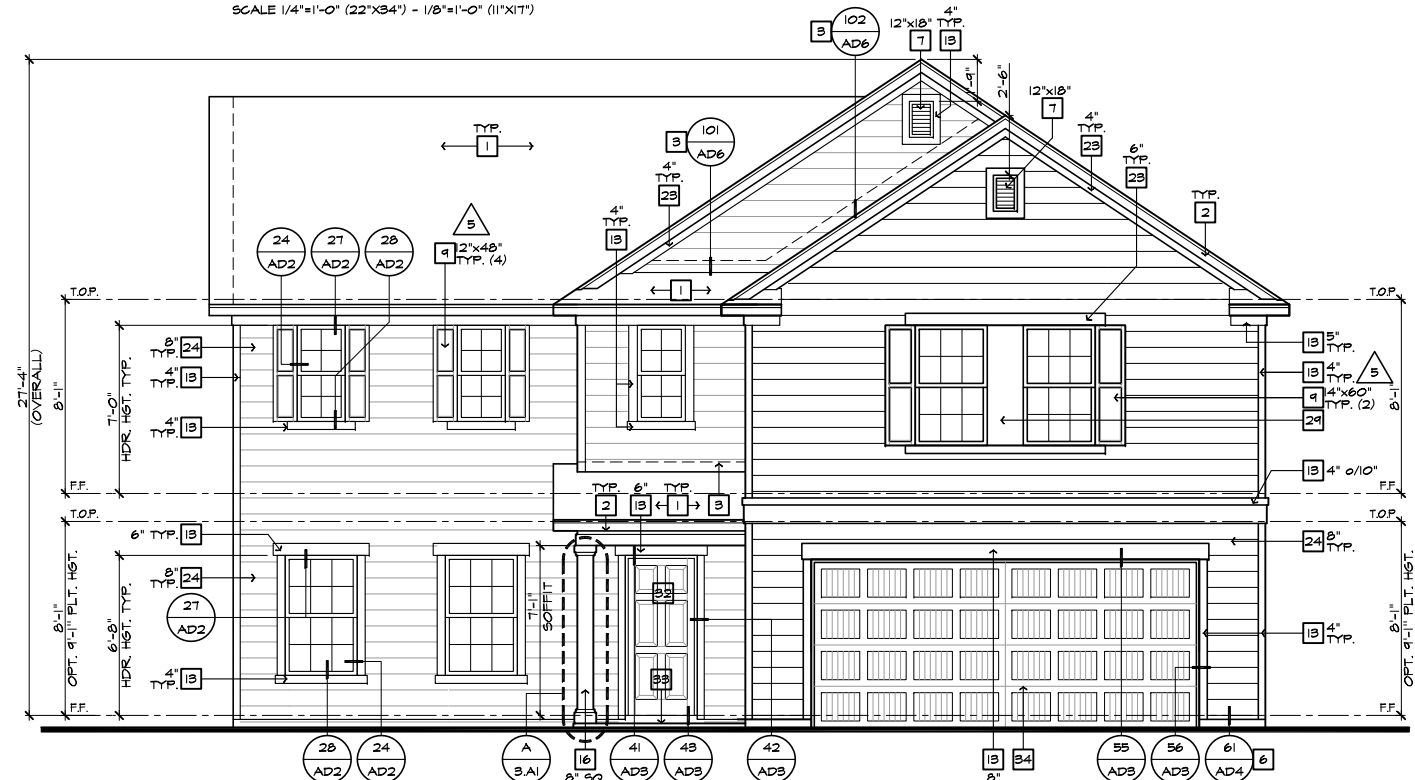 SCALE 1/4"=1'-0" (22"X34") - 1/8"=1'-0" (11"X17")
3
102
AD6
12"x18"
7
4"
TYP.
13
2'-6"
12"x18"
7
TYP.
1
3
101
AD6
4"
TYP.
23
4"
TYP.
23
6"
TYP.
23
4"
TYP.
13
TYP.
2
24
AD2
27
AD2
28
AD2
5
9
12"x48"
TYP. (4)
1
T.O.P.
T.O.P.
27'-4"
(OVERALL)
8'-1"
7'-0"
HDR. HGT. TYP.
8"
TYP.
24
4"
TYP.
13
4"
TYP.
13
13
5"
TYP.
13
4"
TYP.
5
9
14"x60"
TYP. (2)
29
8'-1"
13
4" o/10"
F.F.
F.F.
TYP.
2
6"
13
TYP.
1
3
T.O.P.
T.O.P.
6" TYP.
13
8"
TYP.
24
27
AD2
4"
TYP.
13
8'-1"
OPT. 9'-1" PLT. HGT.
6'-8"
HDR. HGT. TYP.
7'-1"
SOFFIT
32
33
24
8"
TYP.
13
4"
TYP.
8'-1"
OPT. 9'-1" PLT. HGT.
F.F.
F.F.
28
AD2
24
AD2
A
3.A1
16
8" SQ
41
AD3
43
AD3
42
AD3
13
8"
34
55
AD3
56
AD3
61
AD4
6